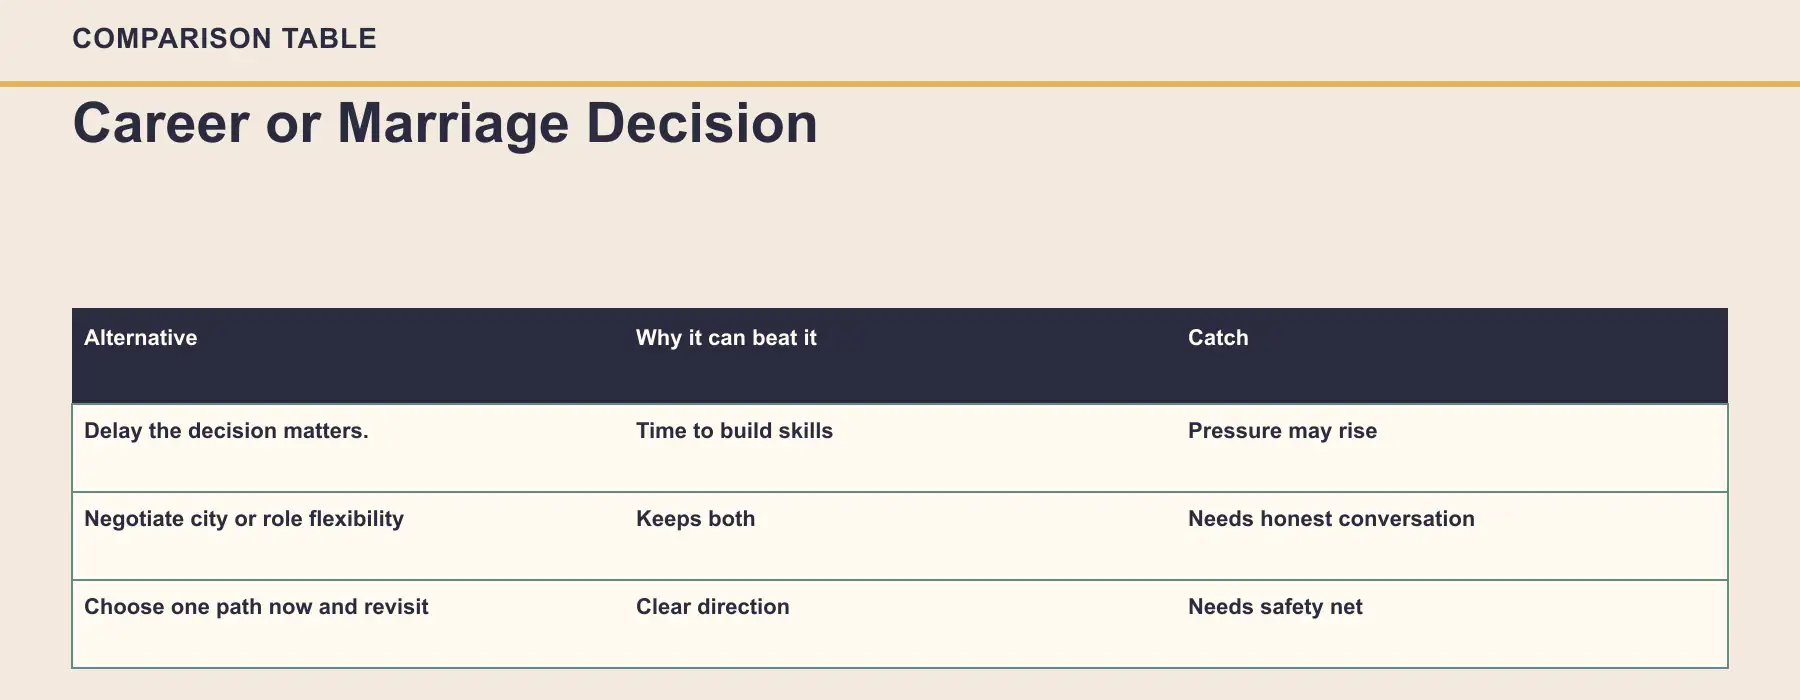 COMPARISON TABLE
Career or Marriage Decision
Alternative Why it can beat it Catch
Delay the decision matters. Time to build skills Pressure may rise
Negotiate city or role flexibility Keeps both Needs honest conversation
Choose one path now and revisit Clear direction Needs safety net